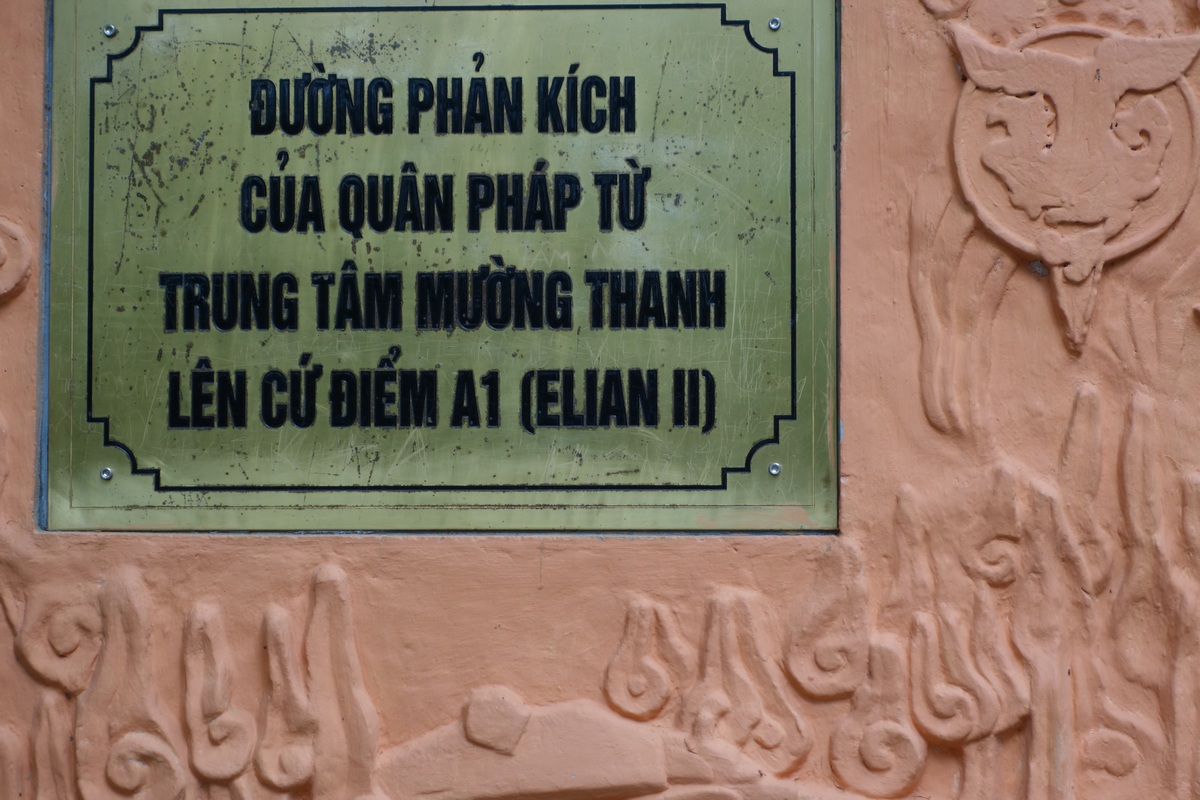 ĐƯỜNG PHẢN KÍCH
CỦA QUÂN PHÁP TỪ
TRUNG TÂM MƯỜNG THANH
LÊN CỨ ĐIỂM A1 (ELIAN II)